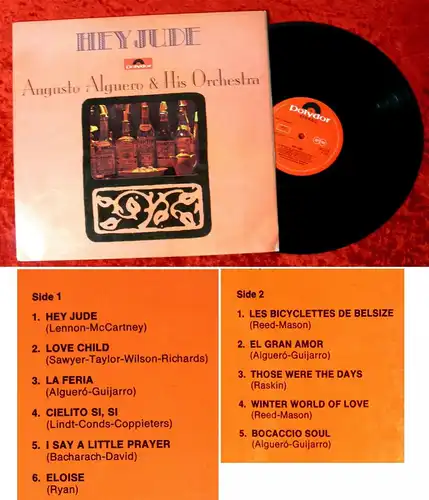 HEY JUDE
Polydor
Augusto Alguero & His Orchestra
Polydor
Side 1
1. HEY JUDE
(Lennon-McCartney)
2. LOVE CHILD
(Sawyer-Taylor-Wilson-Richards)
3. LA FERIA
(Algueró-Guijarro)
4. CIELITO SI, SI
(Lindt-Conds-Coppieters)
5. I SAY A LITTLE PRAYER
(Bacharach-David)
6. ELOISE
(Ryan)
Side 2
1. LES BICYCLETTES DE BELSIZE
(Reed-Mason)
2. EL GRAN AMOR
(Algueró-Guijarro)
3. THOSE WERE THE DAYS
(Raskin)
4. WINTER WORLD OF LOVE
(Reed-Mason)
5. BOCACCIO SOUL
(Algueró-Guijarro)